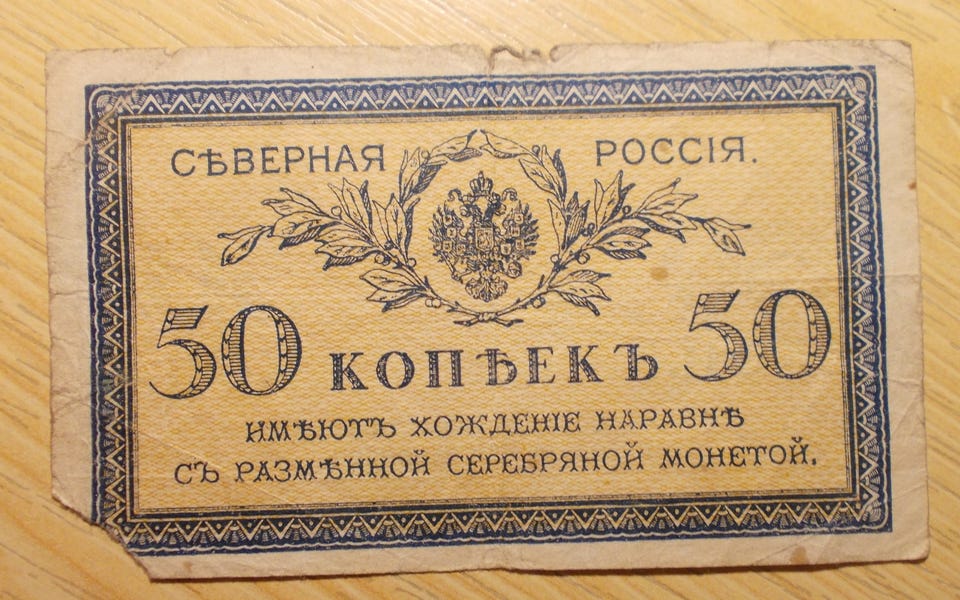 СѢВЕРНАЯ РОССІЯ.
50 КОПѢЕКЪ 50
ИМѢЮТЪ ХОЖДЕНІЕ НАРАВНѢ
СЪ РАЗМѢННОЙ СЕРЕБРЯНОЙ МОНЕТОЙ.